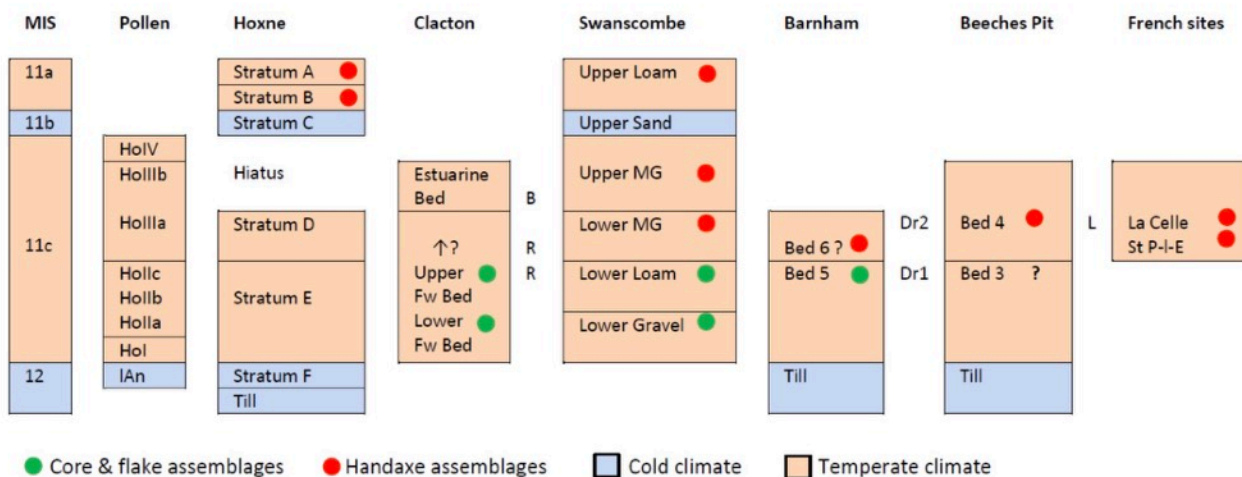 MIS Pollen Hoxne Clacton Swanscombe Barnham Beeches Pit French sites
11a Stratum A Upper Loam
Stratum B
11b Stratum C Upper Sand
HoIV
HoIIIb Hiatus Estuarine Upper MG
Bed B
HoIIIa Stratum D Lower MG Dr2 Bed 4 L La Celle
11c ↑? R Bed 6 ? St P-l-E
HoIIc Upper R Lower Loam Bed 5 Dr1 Bed 3 ?
HoIIb Stratum E Fw Bed
HoIIa Lower Lower Gravel
HoI Fw Bed
12 lAn Stratum F Till Till
Till
Core & flake assemblages Handaxe assemblages Cold climate Temperate climate